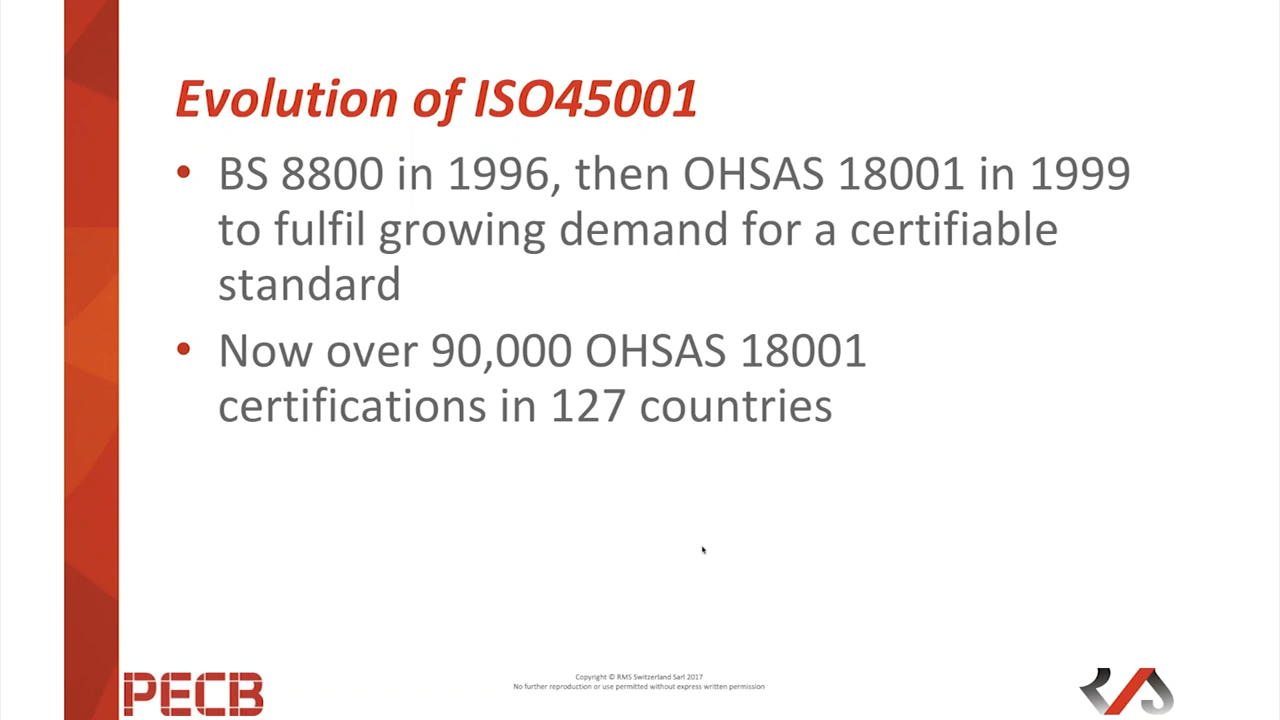 Evolution of ISO45001
• BS 8800 in 1996, then OHSAS 18001 in 1999
to fulfil growing demand for a certifiable
standard
• Now over 90,000 OHSAS 18001
certifications in 127 countries
PECB
Copyright © RMS Switzerland Sarl 2017
No further reproduction or use permitted without express written permission